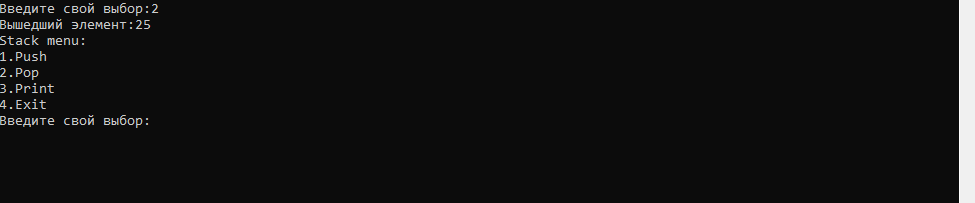 Введите свой выбор:2
Вышедший элемент:25
Stack menu:
1.Push
2.Pop
3.Print
4.Exit
Введите свой выбор: